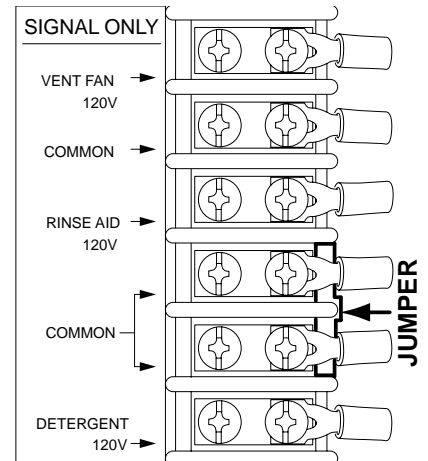 SIGNAL ONLY
VENT FAN
120V
COMMON
RINSE AID
120V
COMMON
JUMPER
DETERGENT
120V